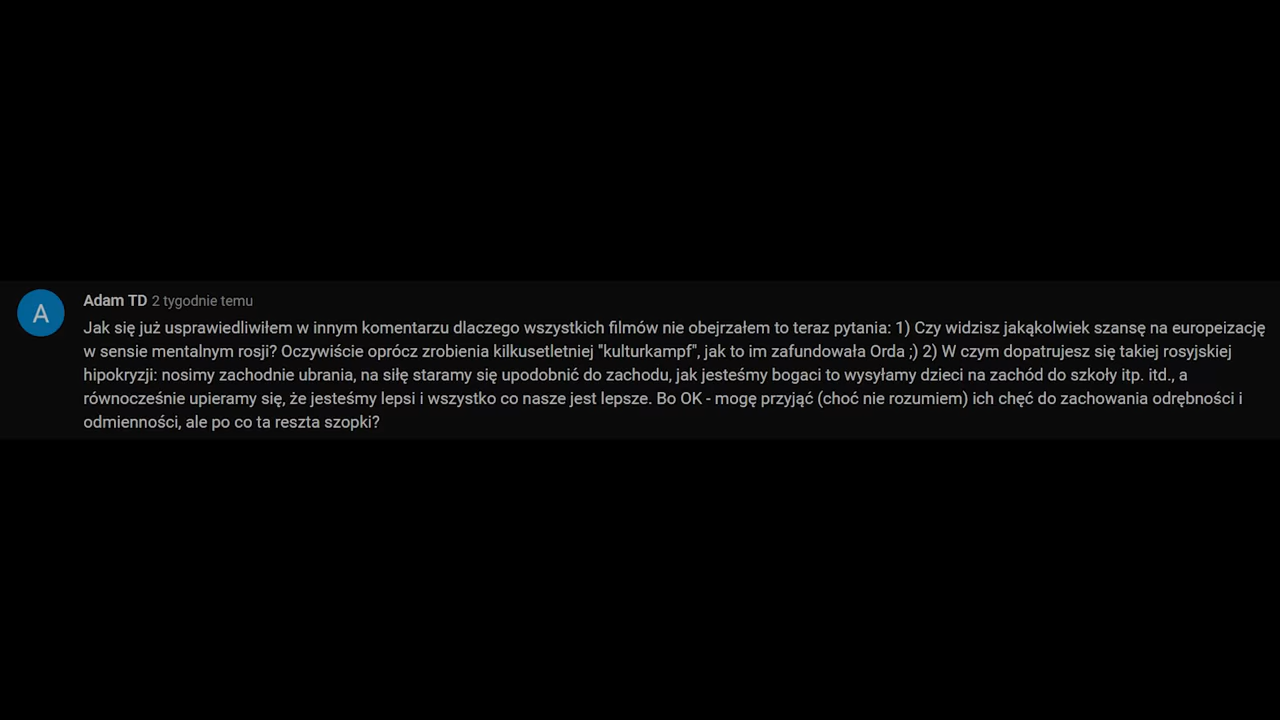 A
Adam TD 2 tygodnie temu
Jak się już usprawiedliwiłem w innym komentarzu dlaczego wszystkich filmów nie obejrzałem to teraz pytania: 1) Czy widzisz jakąkolwiek szansę na europeizację
w sensie mentalnym rosji? Oczywiście oprócz zrobienia kilkusetletniej "kulturkampf", jak to im zafundowała Orda ;) 2) W czym dopatrujesz się takiej rosyjskiej
hipokryzji: nosimy zachodnie ubrania, na siłę staramy się upodobnić do zachodu, jak jesteśmy bogaci to wysyłamy dzieci na zachód do szkoły itp. itd., a
równocześnie upieramy się, że jesteśmy lepsi i wszystko co nasze jest lepsze. Bo OK - mogę przyjąć (choć nie rozumiem) ich chęć do zachowania odrębności i
odmienności, ale po co ta reszta szopki?